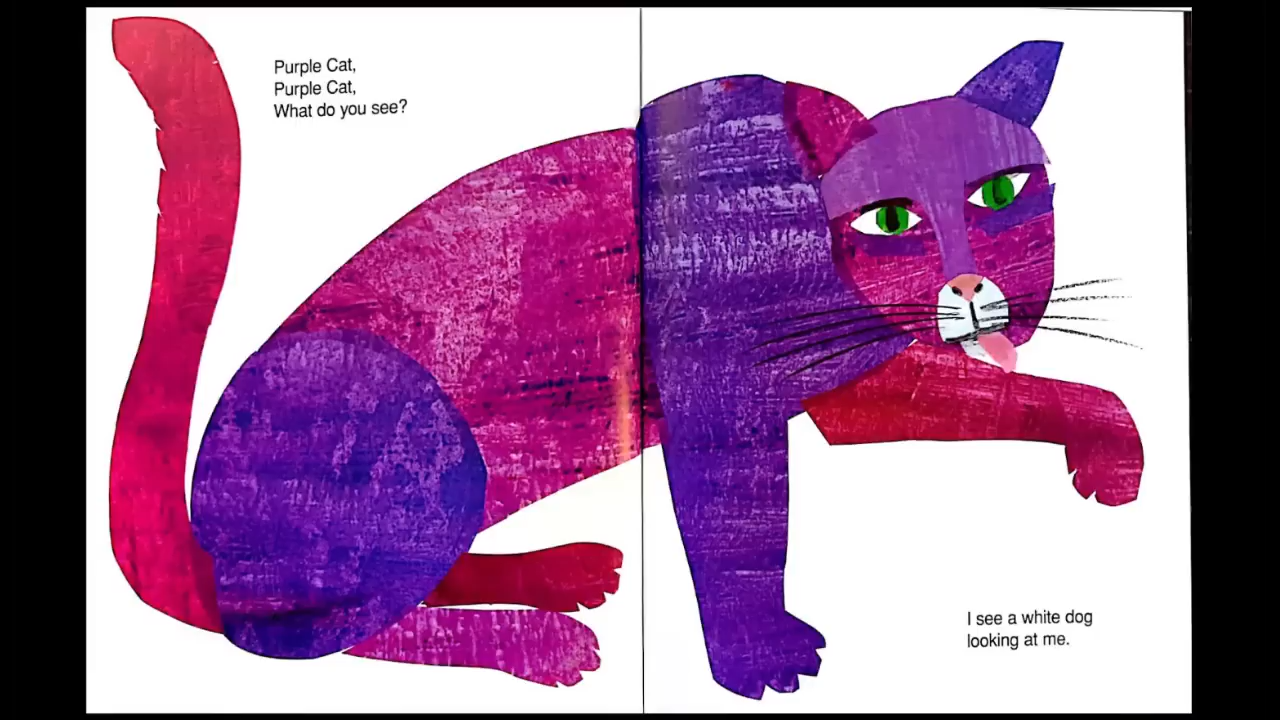 Purple Cat,
Purple Cat,
What do you see?
I see a white dog
looking at me.